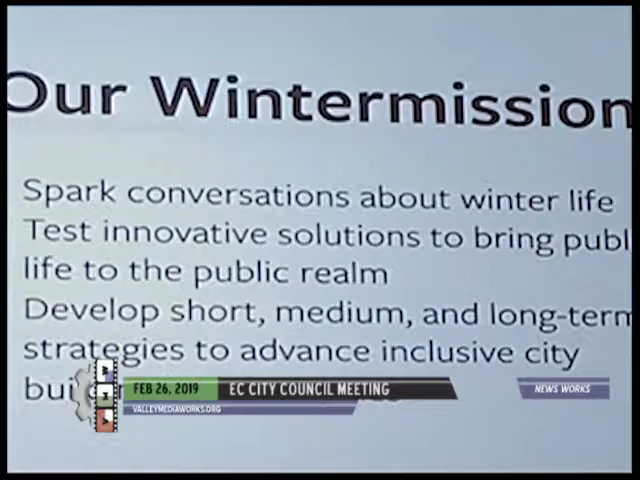 Our Wintermission
Spark conversations about winter life
Test innovative solutions to bring publ
life to the public realm
Develop short, medium, and long-term
strategies to advance inclusive city
FEB 26, 2019 EC CITY COUNCIL MEETING NEWS WORKS
VALLEYMEDIAWORKS.ORG